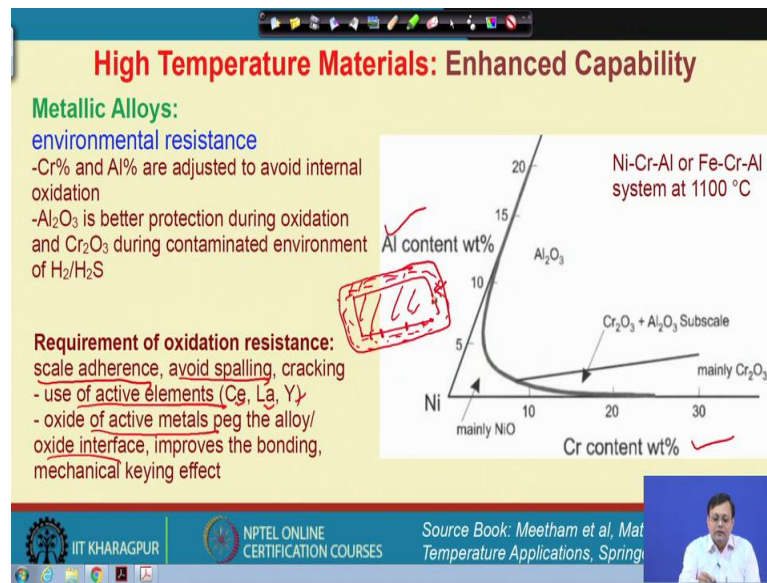 High Temperature Materials: Enhanced Capability
Metallic Alloys:
environmental resistance
-Cr% and Al% are adjusted to avoid internal
oxidation
-Al₂O₃ is better protection during oxidation
and Cr₂O₃ during contaminated environment
of H₂/H₂S
Requirement of oxidation resistance:
scale adherence, avoid spalling, cracking
- use of active elements (Ce, La, Y)
- oxide of active metals peg the alloy/
oxide interface, improves the bonding,
mechanical keying effect
Ni-Cr-Al or Fe-Cr-Al
system at 1100 °C
20
15
Al content wt%
Al₂O₃
10
Cr₂O₃ + Al₂O₃ Subscale
5
mainly Cr₂O₃
Ni
mainly NiO
10
20
30
Cr content wt%
IIT KHARAGPUR
NPTEL ONLINE
CERTIFICATION COURSES
Source Book: Meetham et al, Mat
Temperature Applications, Spring